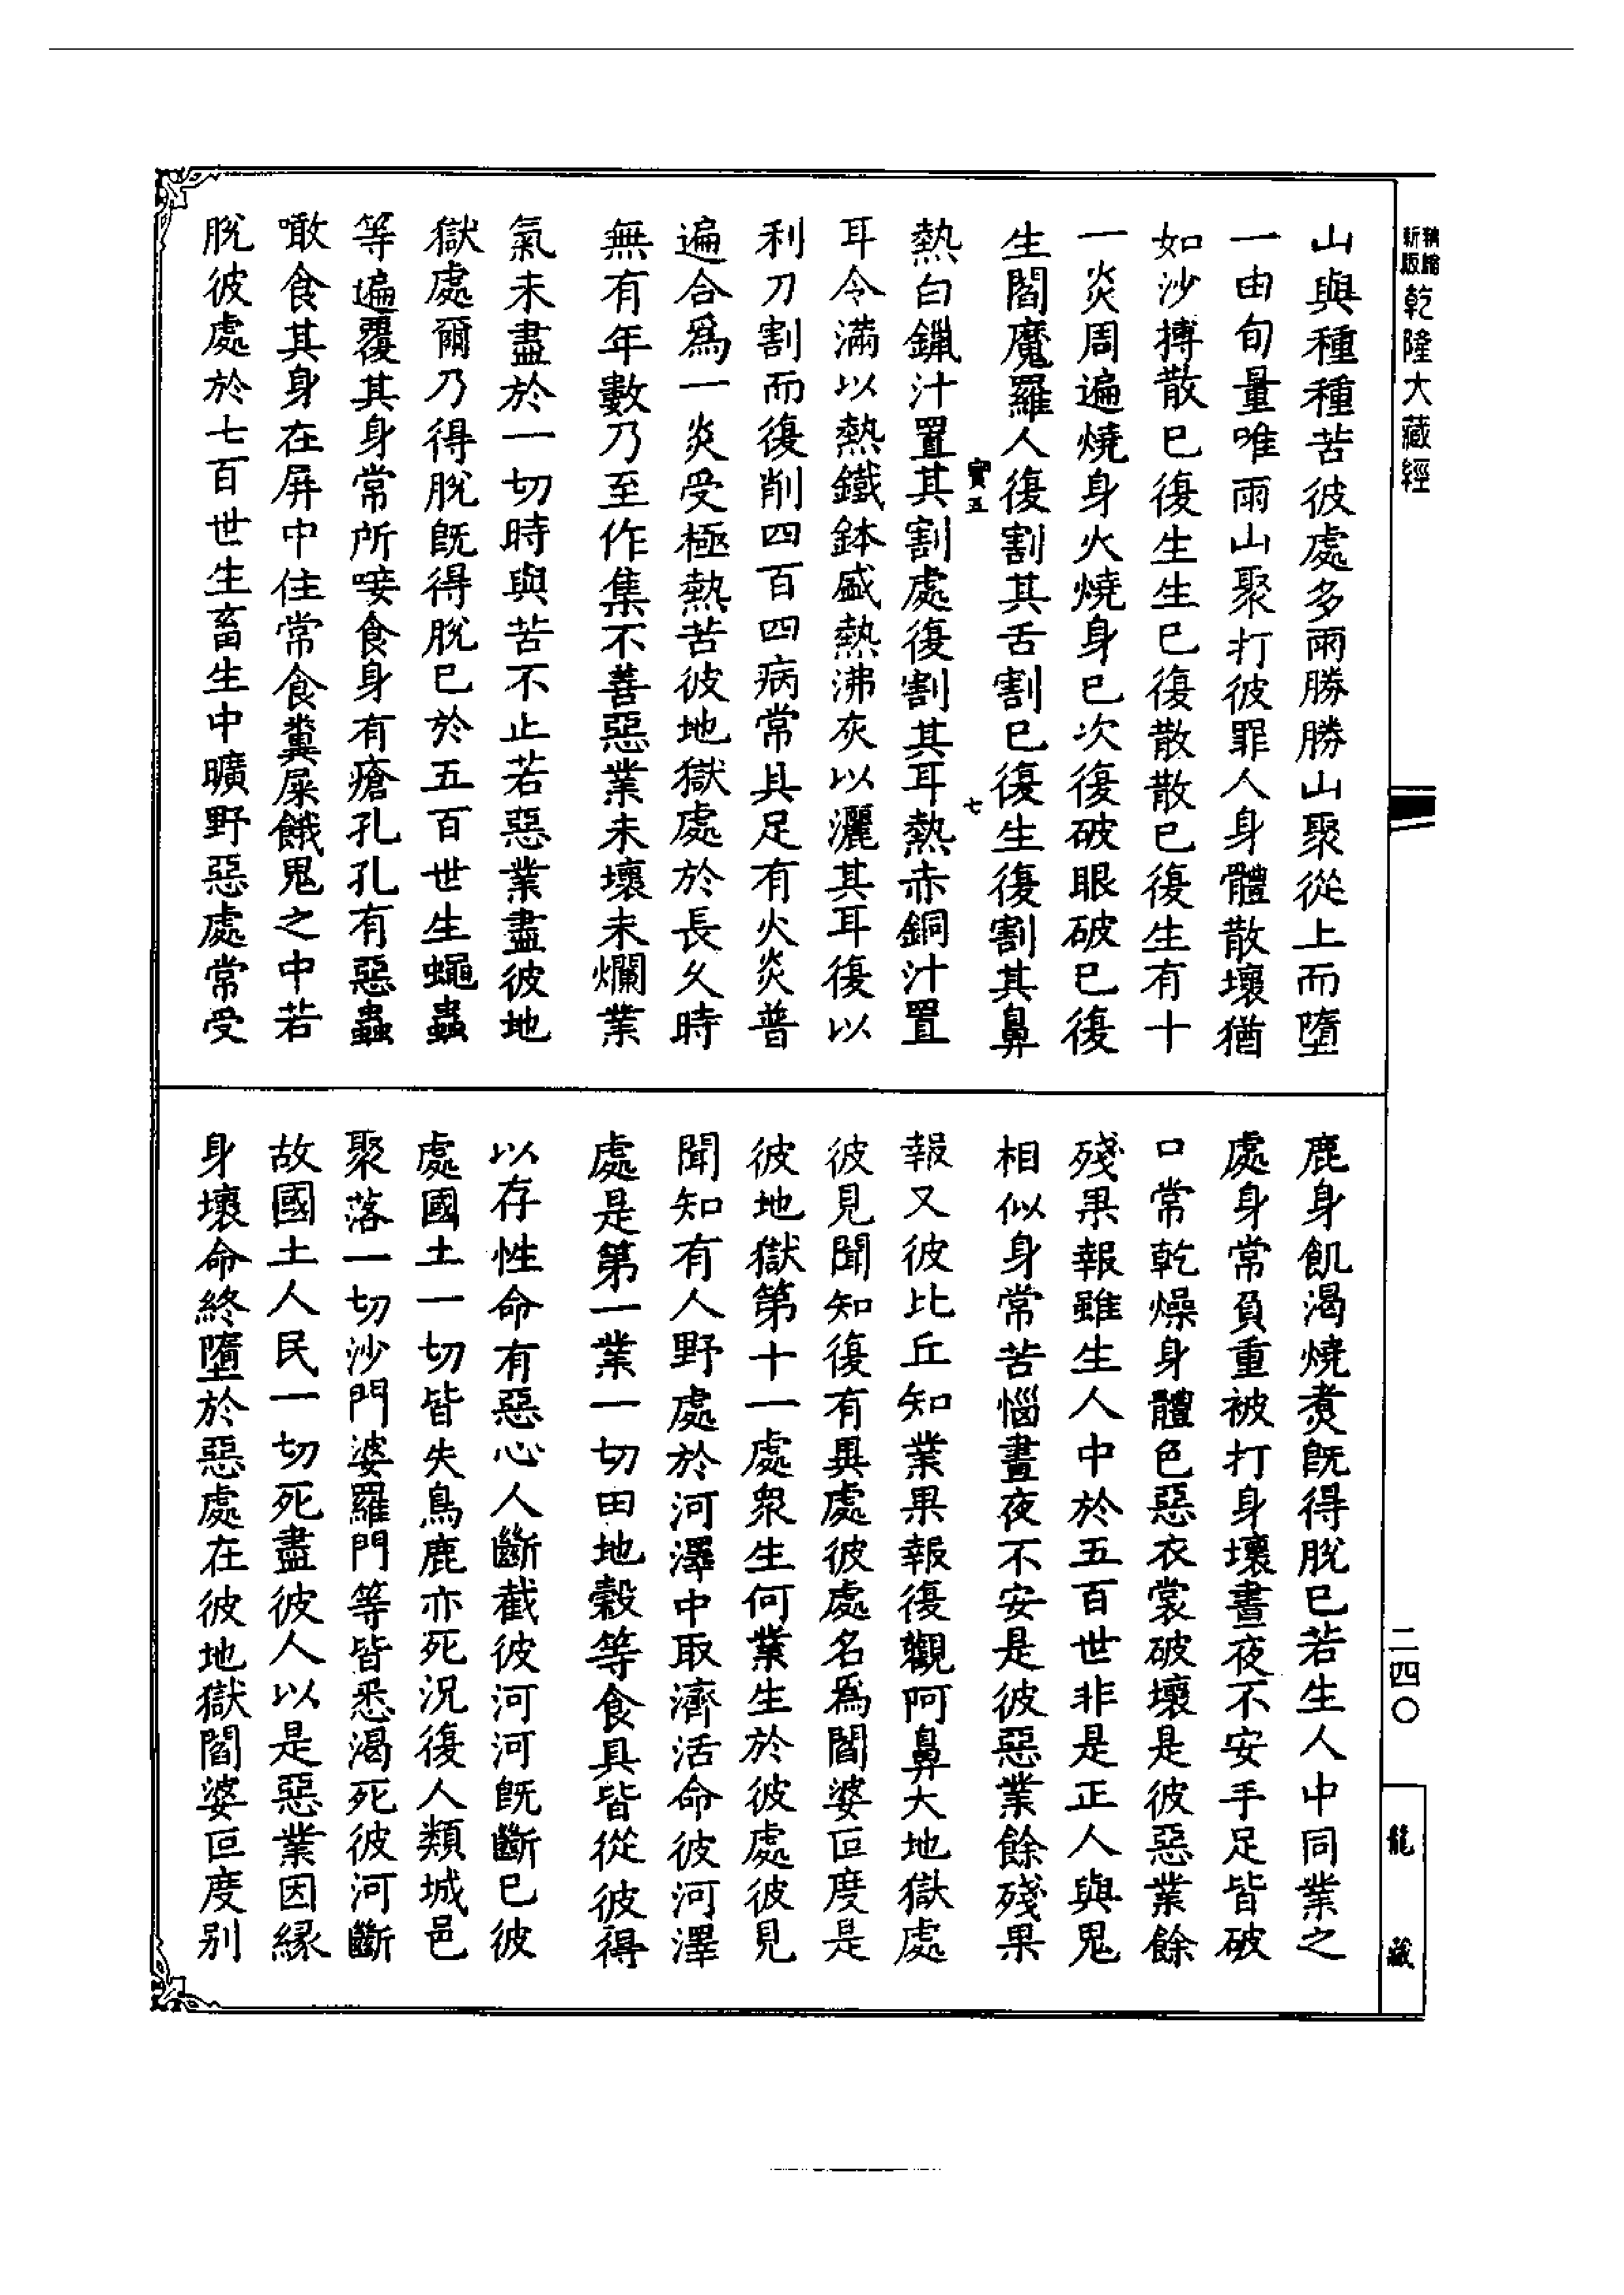 精縮
新版
乾隆大藏經
山與種種苦彼處多雨勝勝山聚從上而墮
一由旬量唯雨山聚打彼罪人身體散壞猶
如沙摶散已復生生已復散散已復生有十
一炎周遍燒身火燒身已次復破眼破已復
生閻魔羅人復割其舌割已復生復割其鼻
寶五
七
熱白鑞汁置其割處復割其耳熱赤銅汁置
耳令滿以熱鐵鉢盛熱沸灰以灑其耳復以
利刀割而復削四百四病常具足有火炎普
遍合爲一炎受極熱苦彼地獄處於長久時
無有年數乃至作集不善惡業未壞未爛業
氣未盡於一切時與苦不止若惡業盡彼地
獄處爾乃得脫既得脫已於五百世生蠅蟲
等遍覆其身常所唼食身有瘡孔孔有惡蟲
噉食其身在屏中住常食糞屎餓鬼之中若
脫彼處於七百世生畜生中曠野惡處常受
鹿身飢渴燒煑既得脫已若生人中同業之
處身常負重被打身壞晝夜不安手足皆破
口常乾燥身體色惡衣裳破壞是彼惡業餘
殘果報雖生人中於五百世非是正人與鬼
相似身常苦惱晝夜不安是彼惡業餘殘果
報又彼比丘知業果報復觀阿鼻大地獄處
彼見聞知復有異處彼處名爲閻婆叵度是
彼地獄第十一處眾生何業生於彼處彼見
聞知有人野處於河澤中取濟活命彼河澤
處是第一業一切田地穀等食具皆從彼得
以存性命有惡心人斷截彼河河既斷已彼
處國土一切皆失鳥鹿亦死況復人類城邑
聚落一切沙門婆羅門等皆悉渴死彼河斷
故國土人民一切死盡彼人以是惡業因緣
身壞命終墮於惡處在彼地獄閻婆叵度別
二四〇
龍藏